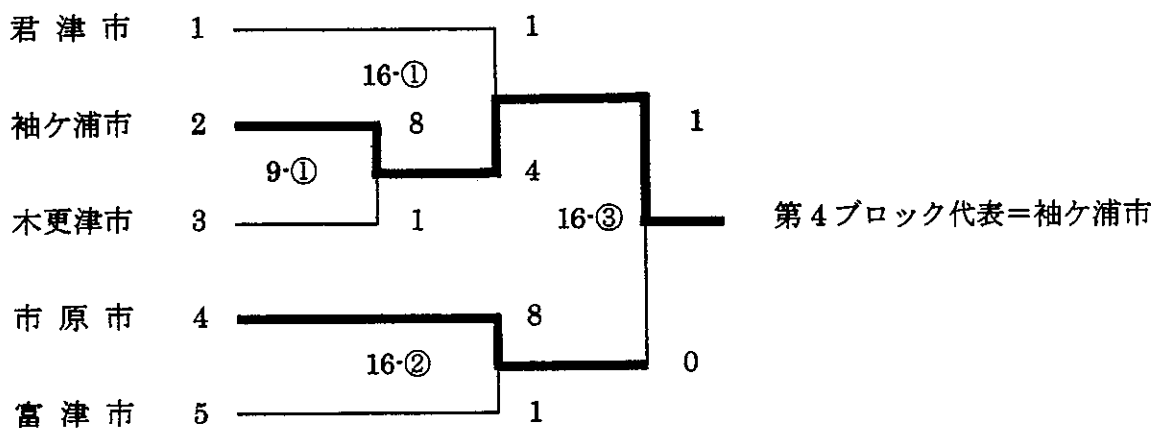 君津市 1 1
16-①
袖ケ浦市 2 8 1
9-① 4
木更津市 3 1 16-③ 第4ブロック代表=袖ケ浦市
市原市 4 8
16-② 0
富津市 5 1